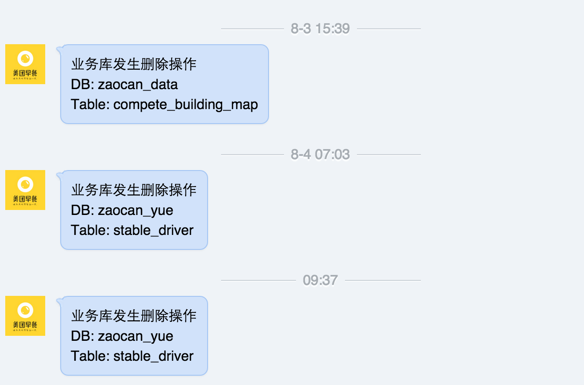 8-3 15:39
美团早餐
业务库发生删除操作
DB: zaocan_data
Table: compete_building_map
8-4 07:03
美团早餐
业务库发生删除操作
DB: zaocan_yue
Table: stable_driver
09:37
美团早餐
业务库发生删除操作
DB: zaocan_yue
Table: stable_driver